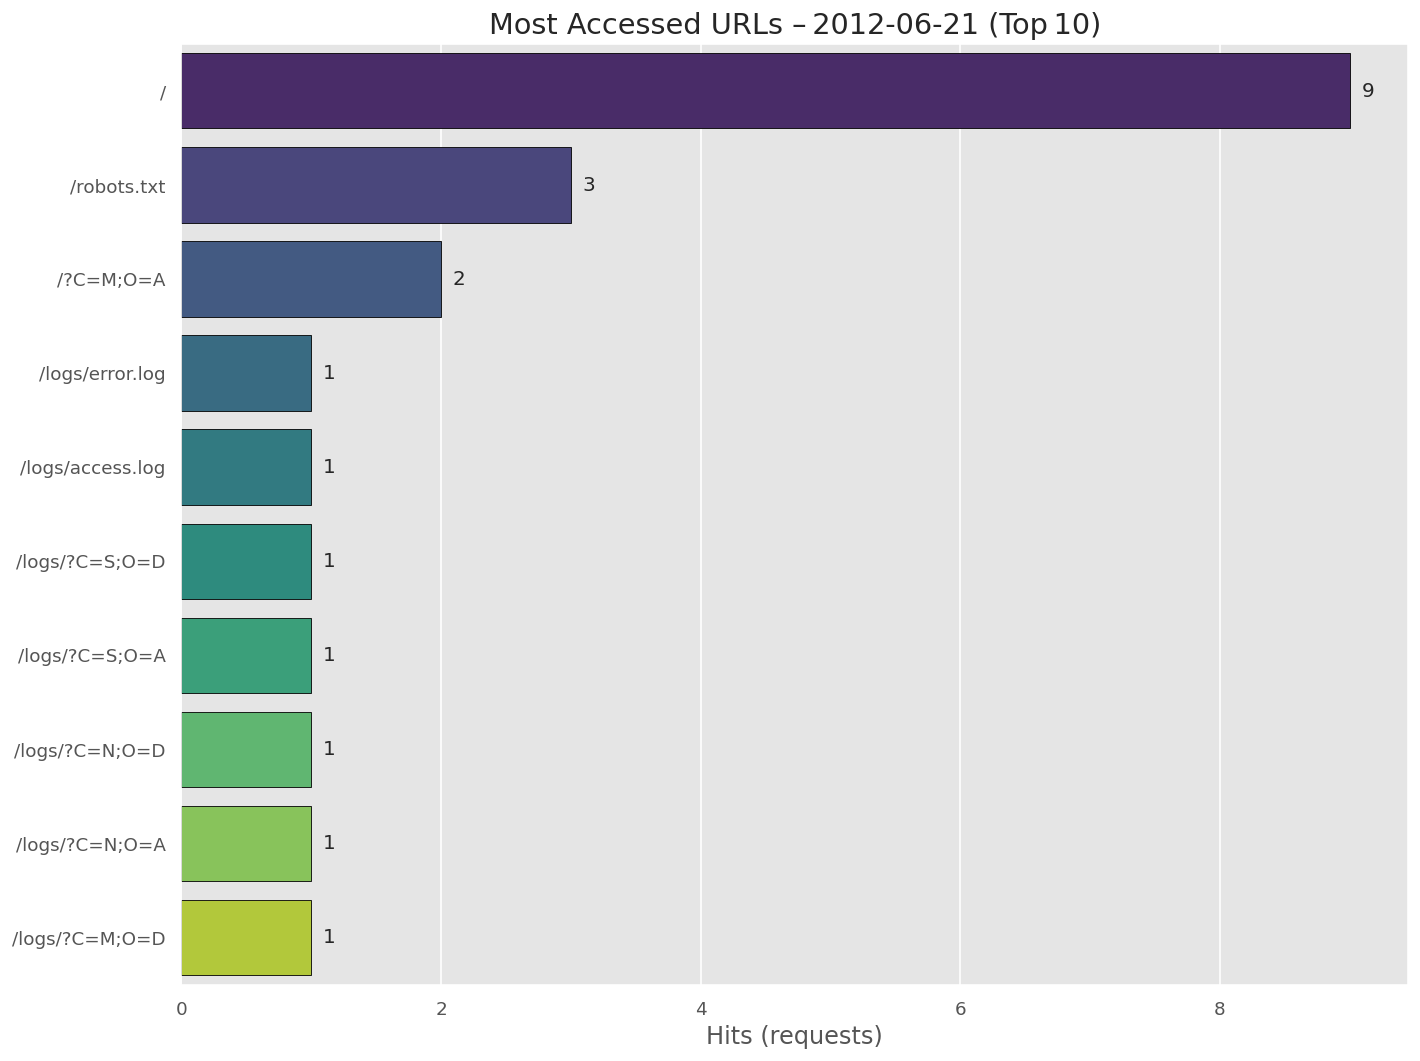 Most Accessed URLs – 2012-06-21 (Top 10)
/
9
/robots.txt
3
/?C=M;O=A
2
/logs/error.log
1
/logs/access.log
1
/logs/?C=S;O=D
1
/logs/?C=S;O=A
1
/logs/?C=N;O=D
1
/logs/?C=N;O=A
1
/logs/?C=M;O=D
1
0 2 4 6 8
Hits (requests)